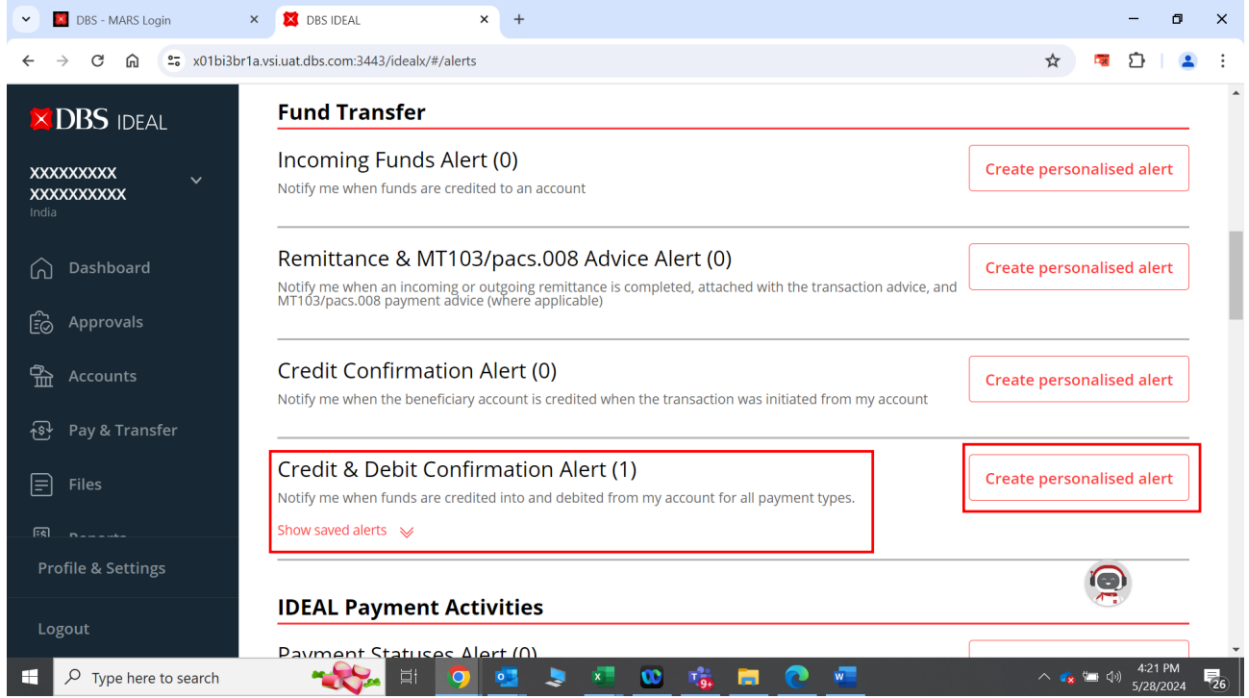 DBS - MARS Login
DBS IDEAL
x01bi3br1a.vsi.uat.dbs.com:3443/idealx/#/alerts
DBS IDEAL
XXXXXXXXX
XXXXXXXXXX
India
Dashboard
Approvals
Accounts
Pay & Transfer
Files
Reports
Profile & Settings
Logout
Fund Transfer
Incoming Funds Alert (0)
Notify me when funds are credited to an account
Create personalised alert
Remittance & MT103/pacs.008 Advice Alert (0)
Notify me when an incoming or outgoing remittance is completed, attached with the transaction advice, and
MT103/pacs.008 payment advice (where applicable)
Create personalised alert
Credit Confirmation Alert (0)
Notify me when the beneficiary account is credited when the transaction was initiated from my account
Create personalised alert
Credit & Debit Confirmation Alert (1)
Notify me when funds are credited into and debited from my account for all payment types.
Show saved alerts
Create personalised alert
IDEAL Payment Activities
Payment Statuses Alert (0)
Type here to search
9+
4:21 PM
5/28/2024
26